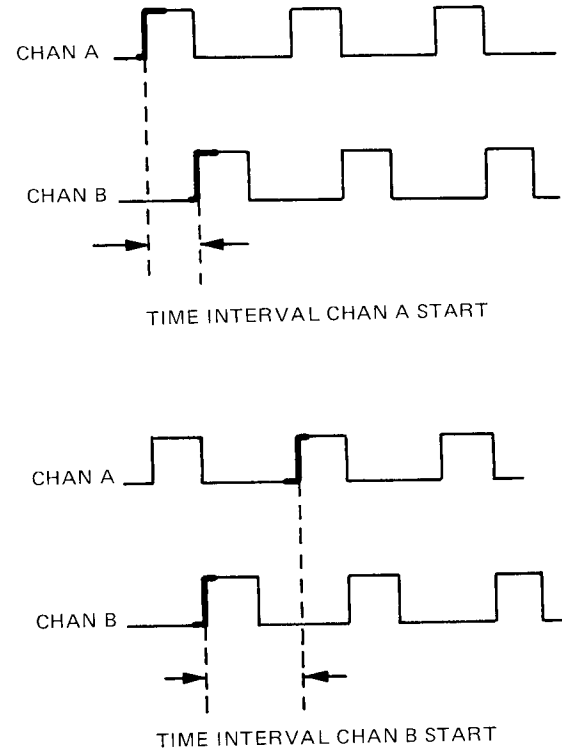 CHAN A
CHAN B
TIME INTERVAL CHAN A START
CHAN A
CHAN B
TIME INTERVAL CHAN B START